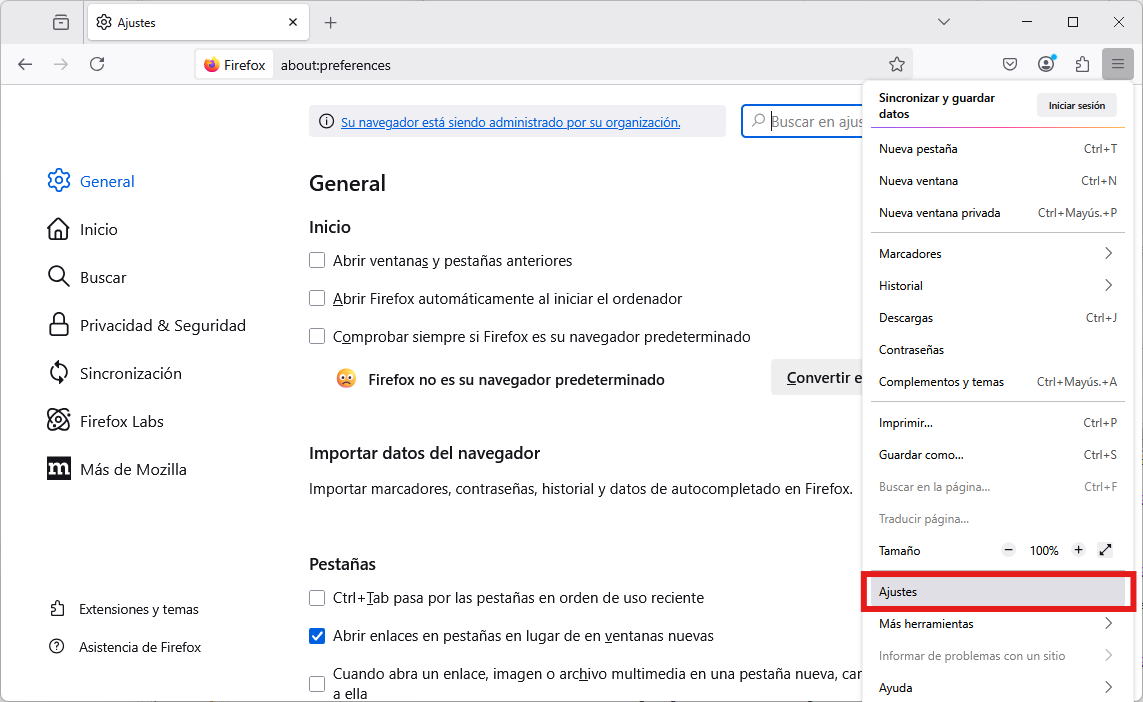 Ajustes
Firefox
about:preferences
Su navegador está siendo administrado por su organización.
Buscar en ajus
General
Inicio
Buscar
Privacidad & Seguridad
Sincronización
Firefox Labs
Más de Mozilla
Extensiones y temas
Asistencia de Firefox
General
Inicio
Abrir ventanas y pestañas anteriores
Abrir Firefox automáticamente al iniciar el ordenador
Comprobar siempre si Firefox es su navegador predeterminado
Firefox no es su navegador predeterminado
Convertir e
Importar datos del navegador
Importar marcadores, contraseñas, historial y datos de autocompletado en Firefox.
Pestañas
Ctrl+Tab pasa por las pestañas en orden de uso reciente
Abrir enlaces en pestañas en lugar de en ventanas nuevas
Cuando abra un enlace, imagen o archivo multimedia en una pestaña nueva, car
a ella
Sincronizar y guardar
datos
Iniciar sesión
Nueva pestaña Ctrl+T
Nueva ventana Ctrl+N
Nueva ventana privada Ctrl+Mayús.+P
Marcadores
Historial
Descargas Ctrl+J
Contraseñas
Complementos y temas Ctrl+Mayús.+A
Imprimir... Ctrl+P
Guardar como... Ctrl+S
Buscar en la página... Ctrl+F
Traducir página...
Tamaño − 100% +
Ajustes
Más herramientas
Informar de problemas con un sitio
Ayuda